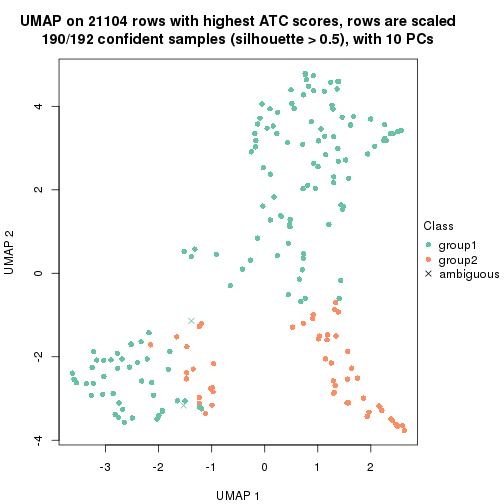 UMAP on 21104 rows with highest ATC scores, rows are scaled
190/192 confident samples (silhouette > 0.5), with 10 PCs
4
2
0
-2
-4
UMAP 2
-3
-2
-1
0
1
2
UMAP 1
Class
group1
group2
ambiguous